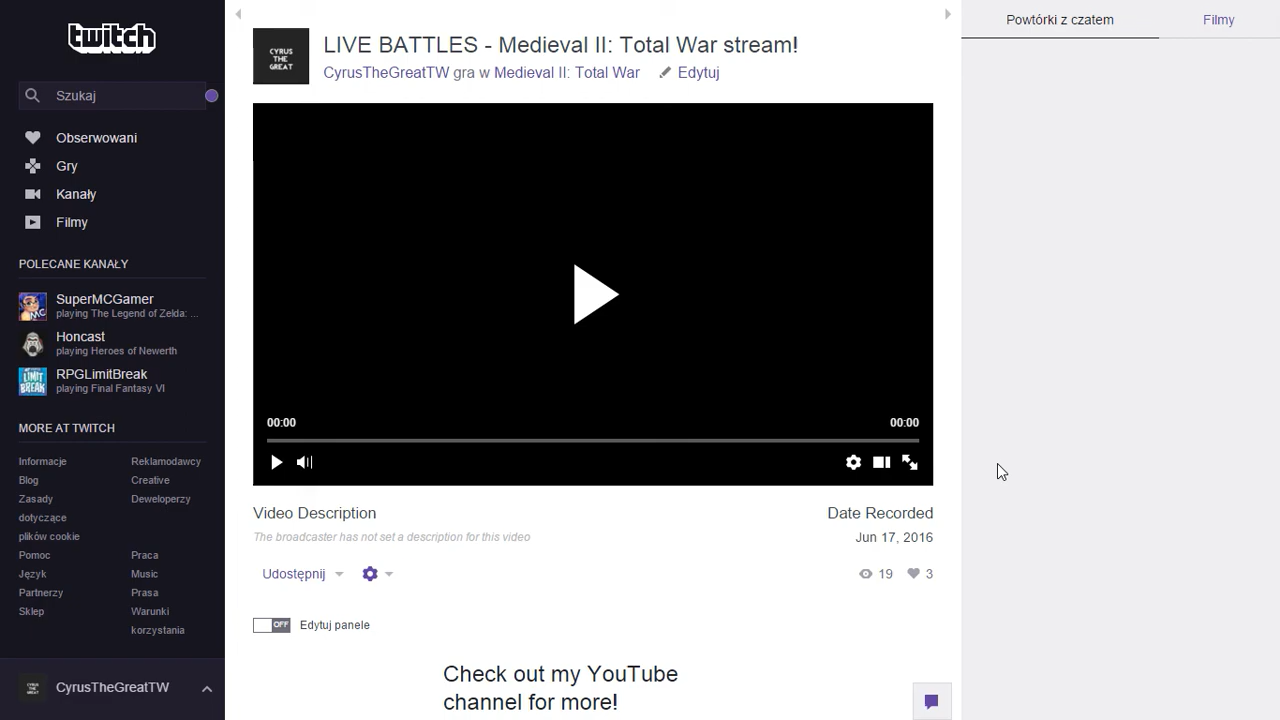 twitch
Szukaj
Obserwowani
Gry
Kanały
Filmy
POLECANE KANAŁY
SuperMCGamer
playing The Legend of Zelda: ...
Honcast
playing Heroes of Newerth
RPGLimitBreak
playing Final Fantasy VI
MORE AT TWITCH
Informacje
Reklamodawcy
Blog
Creative
Zasady
dotyczące
plików cookie
Deweloperzy
Pomoc
Praca
Język
Music
Partnerzy
Prasa
Sklep
Warunki
korzystania
CyrusTheGreatTW
CYRUS
THE
GREAT
LIVE BATTLES - Medieval II: Total War stream!
CyrusTheGreatTW gra w Medieval II: Total War
Edytuj
00:00
00:00
Video Description
Date Recorded
The broadcaster has not set a description for this video
Jun 17, 2016
Udostępnij
19
3
OFF
Edytuj panele
Check out my YouTube
channel for more!
Powtórki z czatem
Filmy